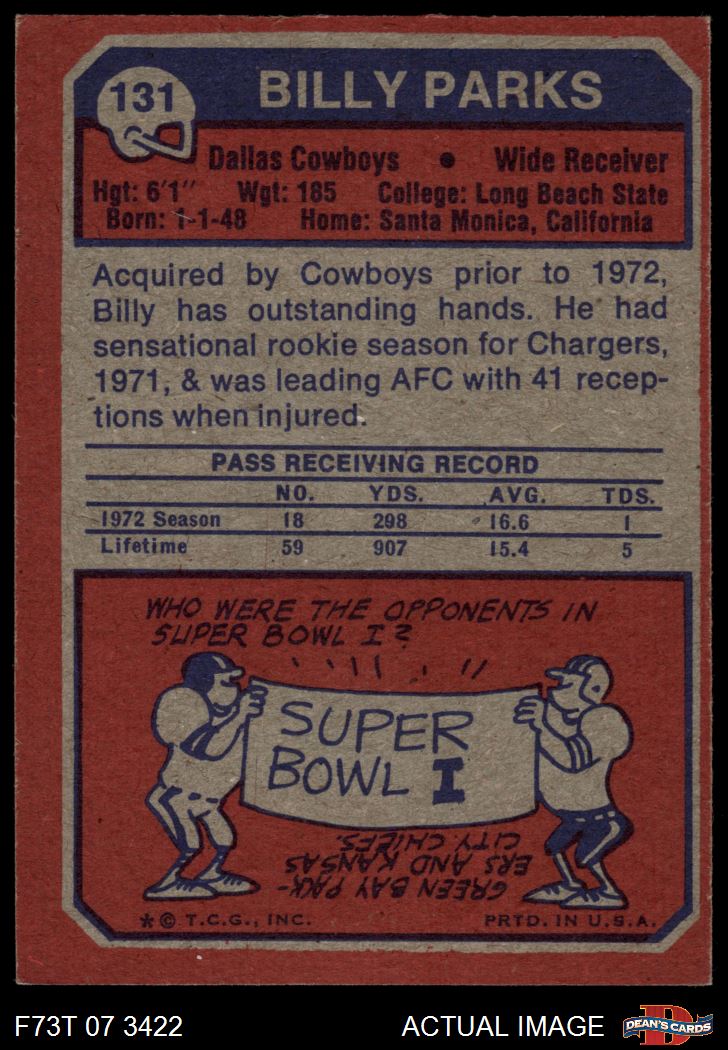 131
BILLY PARKS
Dallas Cowboys • Wide Receiver
Hgt: 6'1" Wgt: 185 College: Long Beach State
Born: 1-1-48 Home: Santa Monica, California
Acquired by Cowboys prior to 1972,
Billy has outstanding hands. He had
sensational rookie season for Chargers,
1971, & was leading AFC with 41 recep-
tions when injured.
PASS RECEIVING RECORD
NO. YDS. AVG. TDS.
1972 Season 18 298 16.6 1
Lifetime 59 907 15.4 5
WHO WERE THE OPPONENTS IN
SUPER BOWL I?
SUPER
BOWL I
GREEN BAY PACK-
ERS AND KANSAS
CITY CHIEFS.
* © T.C.G., INC. PRTD. IN U.S.A.
F73T 07 3422 ACTUAL IMAGE
D
DEAN'S CARDS